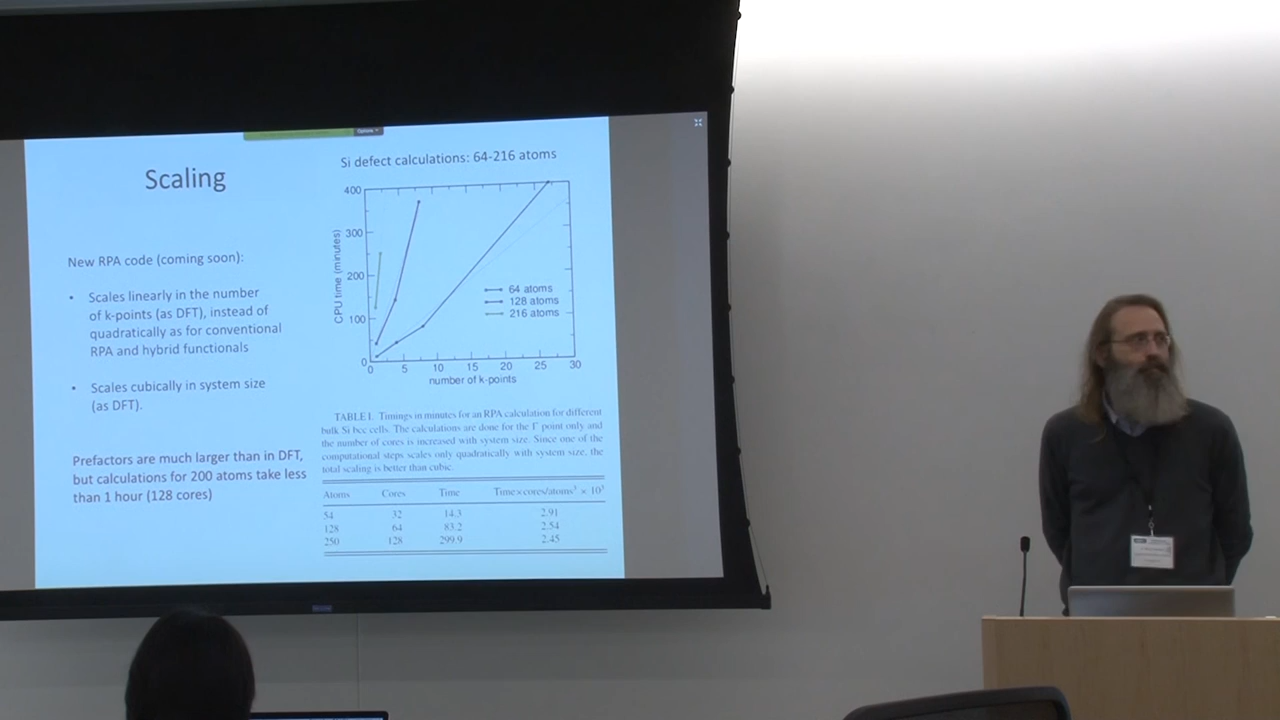 Options
Scaling
New RPA code (coming soon):
• Scales linearly in the number
of k-points (as DFT), instead of
quadratically as for conventional
RPA and hybrid functionals
• Scales cubically in system size
(as DFT).
Prefactors are much larger than in DFT,
but calculations for 200 atoms take less
than 1 hour (128 cores)
Si defect calculations: 64-216 atoms
CPU time (minutes)
400
300
200
100
0
0 5 10 15 20 25 30
number of k-points
64 atoms
128 atoms
216 atoms
TABLE I. Timings in minutes for an RPA calculation for different
bulk Si bcc cells. The calculations are done for the Γ point only and
the number of cores is increased with system size. Since one of the
computational steps scales only quadratically with system size, the
total scaling is better than cubic.
Atoms Cores Time Time×cores/atoms³ × 10³
54 32 14.3 2.91
128 64 83.2 2.54
250 128 299.9 2.45